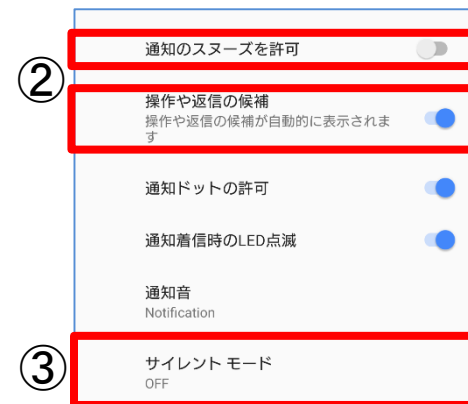 通知のスヌーズを許可
②
操作や返信の候補
操作や返信の候補が自動的に表示されま
す
通知ドットの許可
通知着信時のLED点滅
通知音
Notification
③
サイレント モード
OFF